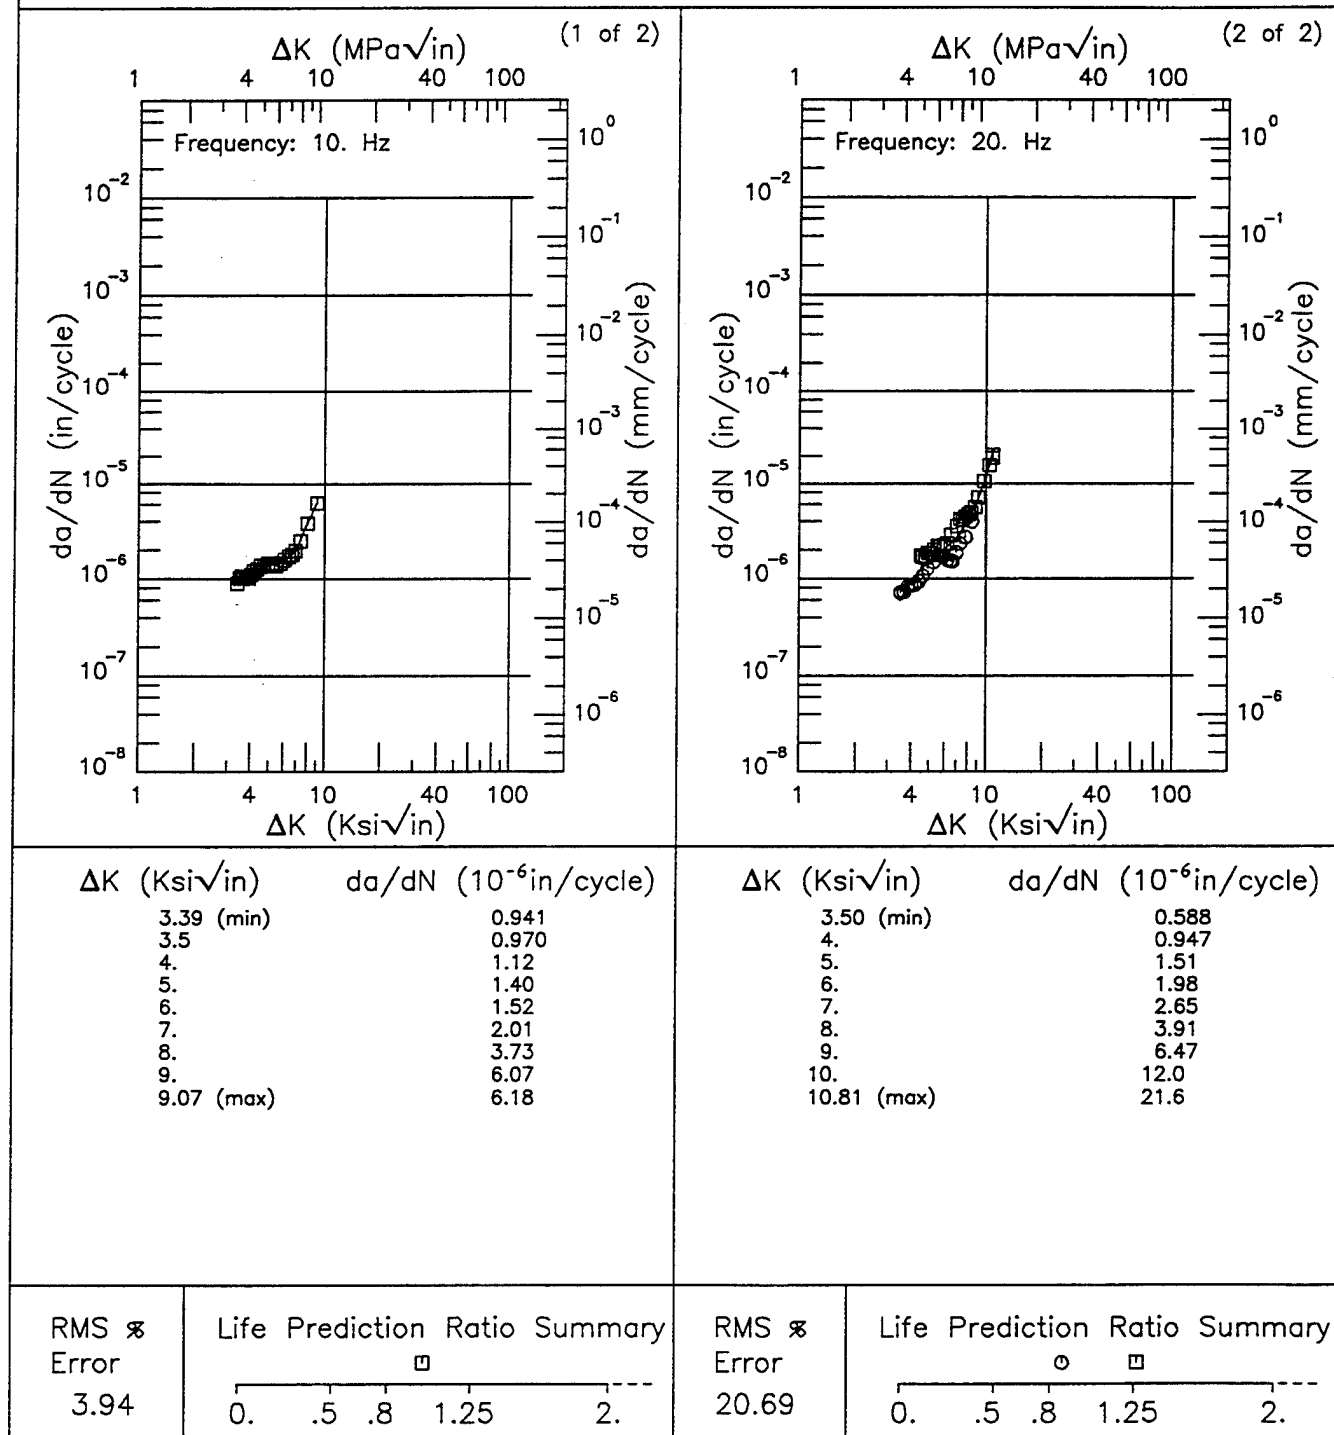 (1 of 2)
ΔK (MPa√in)
1 4 10 40 100
Frequency: 10. Hz
da/dN (in/cycle)
10⁻²
10⁻³
10⁻⁴
10⁻⁵
10⁻⁶
10⁻⁷
10⁻⁸
10⁰
10⁻¹
10⁻²
10⁻³
10⁻⁴
10⁻⁵
10⁻⁶
da/dN (mm/cycle)
1 4 10 40 100
ΔK (Ksi√in)
(2 of 2)
ΔK (MPa√in)
1 4 10 40 100
Frequency: 20. Hz
da/dN (in/cycle)
10⁻²
10⁻³
10⁻⁴
10⁻⁵
10⁻⁶
10⁻⁷
10⁻⁸
10⁰
10⁻¹
10⁻²
10⁻³
10⁻⁴
10⁻⁵
10⁻⁶
da/dN (mm/cycle)
1 4 10 40 100
ΔK (Ksi√in)
ΔK (Ksi√in) da/dN (10⁻⁶in/cycle)
3.39 (min) 0.941
3.5 0.970
4. 1.12
5. 1.40
6. 1.52
7. 2.01
8. 3.73
9. 6.07
9.07 (max) 6.18
ΔK (Ksi√in) da/dN (10⁻⁶in/cycle)
3.50 (min) 0.588
4. 0.947
5. 1.51
6. 1.98
7. 2.65
8. 3.91
9. 6.47
10. 12.0
10.81 (max) 21.6
RMS %
Error
3.94
Life Prediction Ratio Summary
0. .5 .8 1.25 2.
RMS %
Error
20.69
Life Prediction Ratio Summary
0. .5 .8 1.25 2.